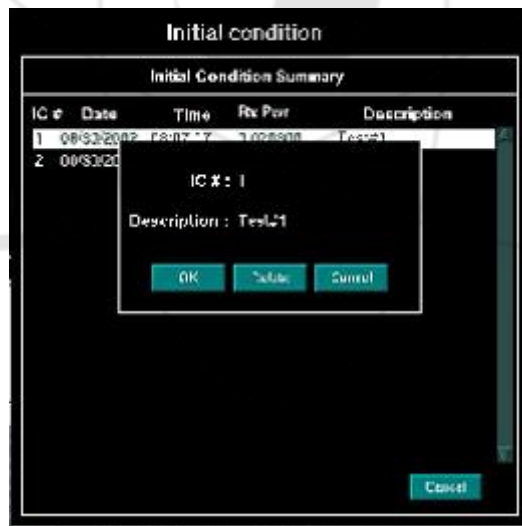 Initial condition
Initial Condition Summary
IC # Date Time Rx Pwr Description
1
2
IC # : 1
Description : Test#1
OK Delete Cancel
Cancel